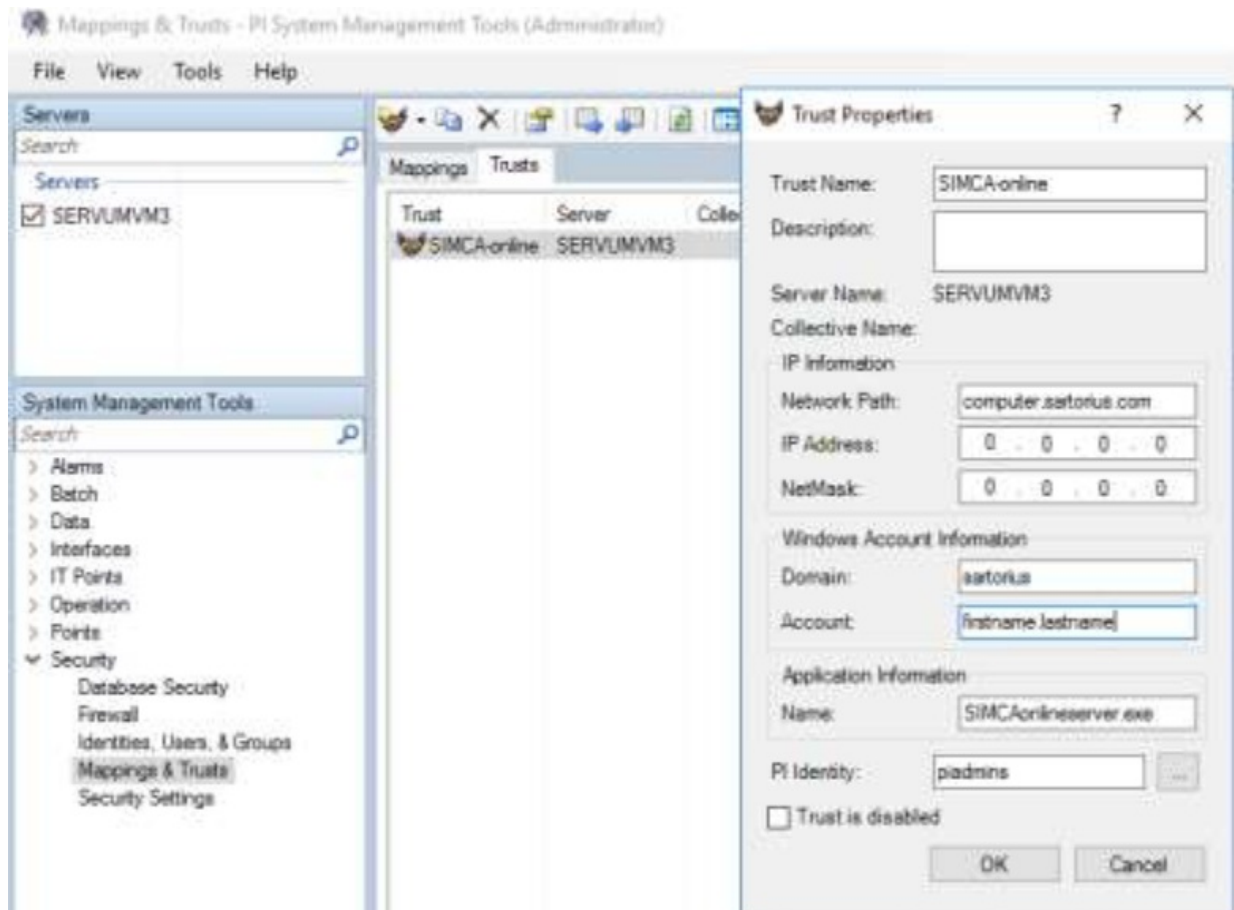 Mappings & Trusts - PI System Management Tools (Administrator)
File View Tools Help
Servers
Search
Servers
SERVUMVM3
System Management Tools
Search
Alarms
Batch
Data
Interfaces
IT Points
Operation
Points
Security
Database Security
Firewall
Identities, Users, & Groups
Mappings & Trusts
Security Settings
Mappings Trusts
Trust Server Collec
SIMCA-online SERVUMVM3
Trust Properties ? X
Trust Name: SIMCA-online
Description:
Server Name: SERVUMVM3
Collective Name:
IP Information
Network Path: computer.sartorius.com
IP Address: 0 . 0 . 0 . 0
NetMask: 0 . 0 . 0 . 0
Windows Account Information
Domain: sartorius
Account: firstname.lastname
Application Information
Name: SIMCAonlineserver.exe
PI Identity: piadmins ...
Trust is disabled
OK Cancel